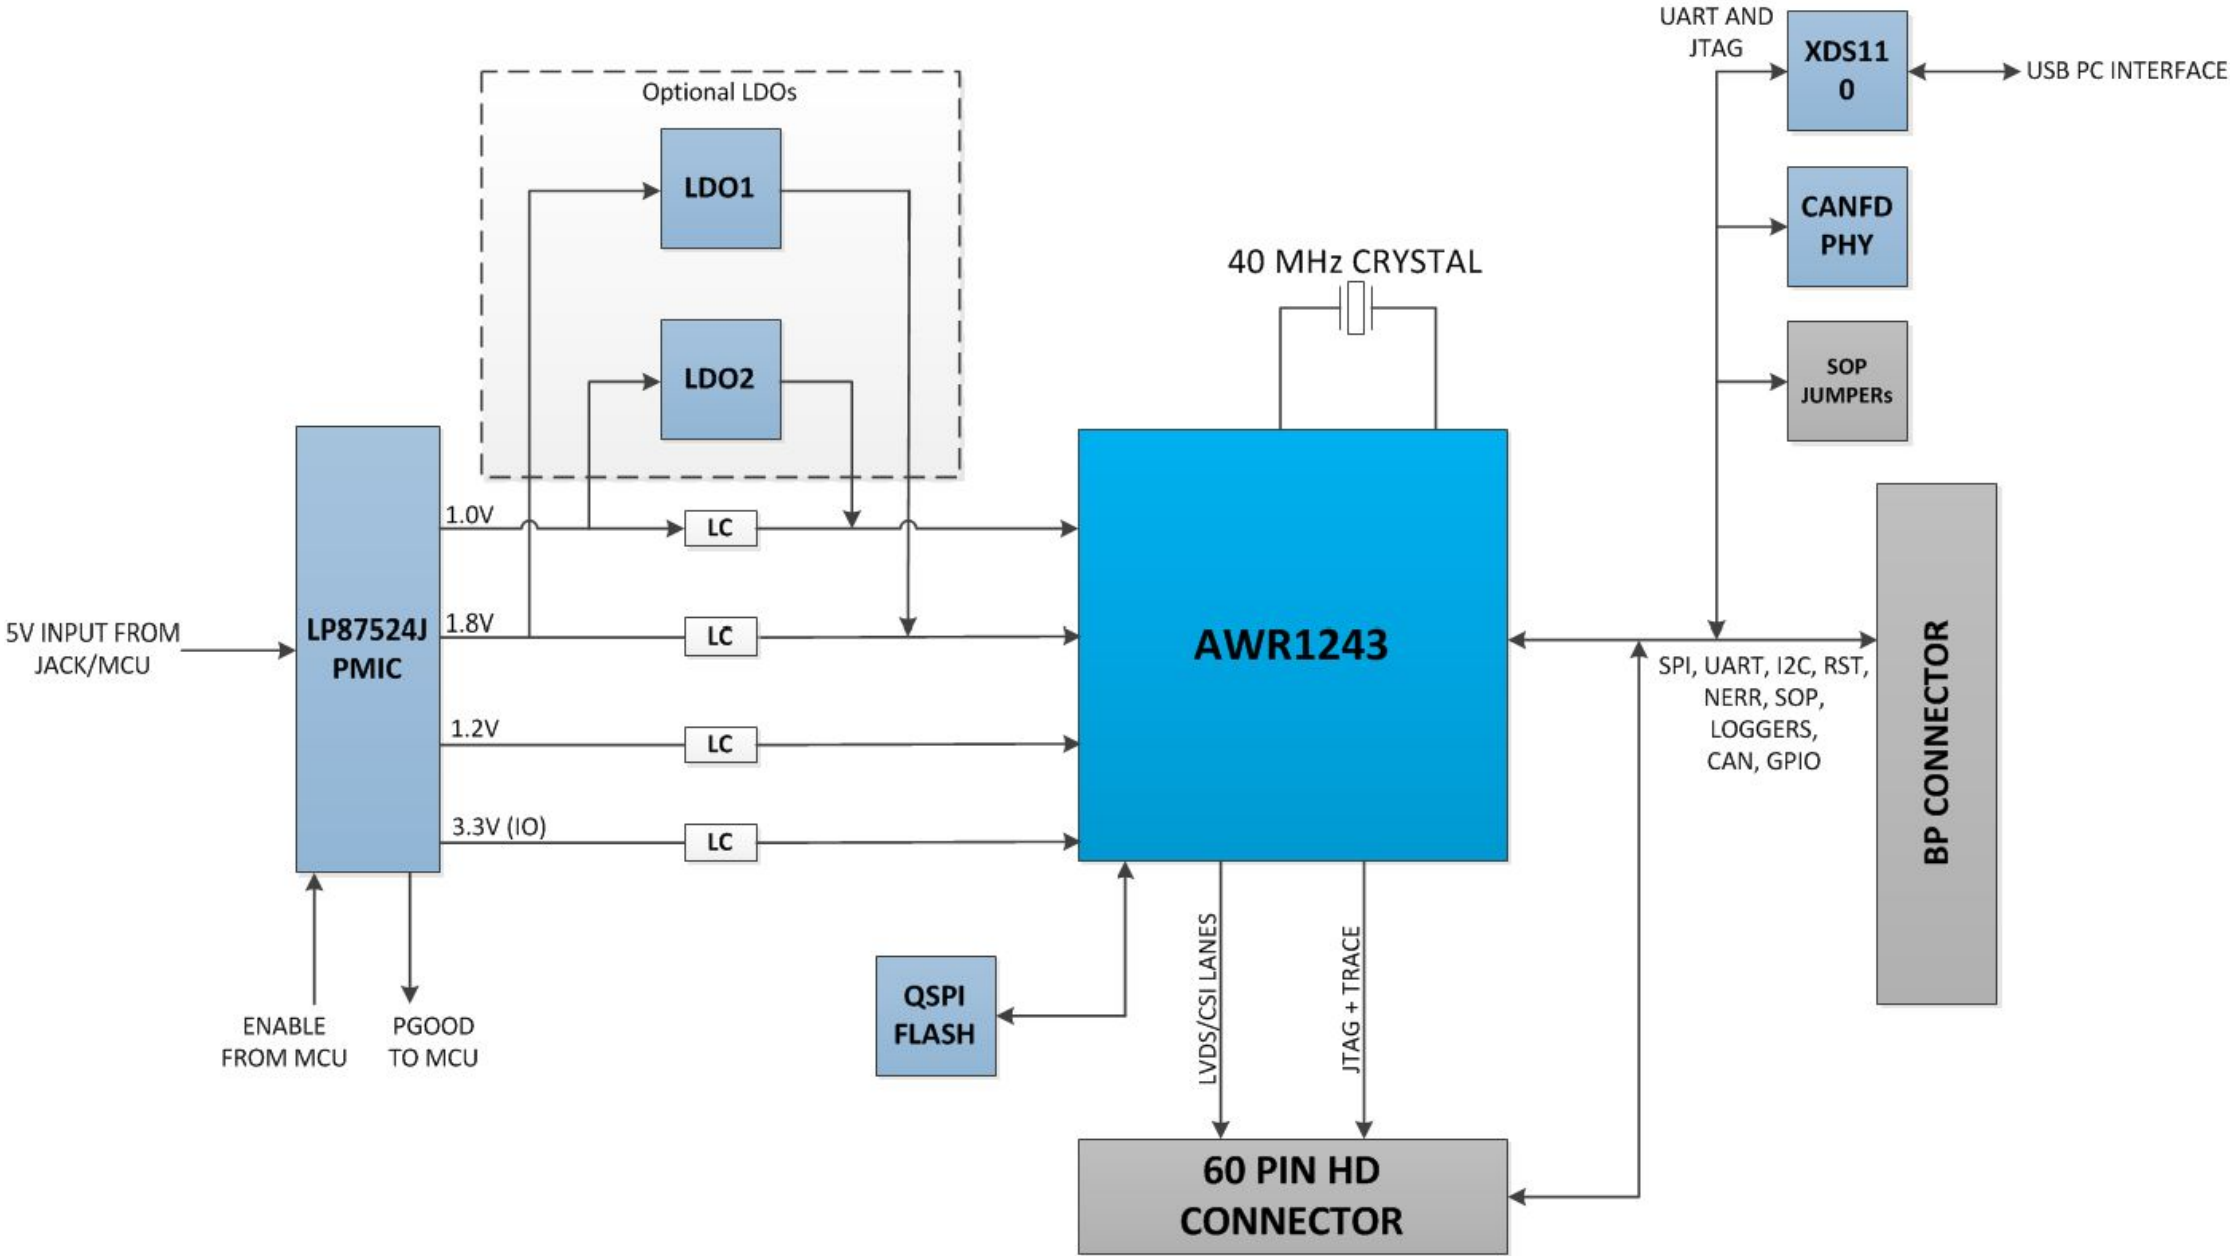 UART AND
JTAG
XDS11
0
USB PC INTERFACE
Optional LDOs
LDO1
CANFD
PHY
40 MHz CRYSTAL
LDO2
SOP
JUMPERs
1.0V
LC
LP87524J
PMIC
5V INPUT FROM
JACK/MCU
1.8V
LC
AWR1243
SPI, UART, I2C, RST,
NERR, SOP,
LOGGERS,
CAN, GPIO
BP CONNECTOR
1.2V
LC
3.3V (IO)
LC
ENABLE
FROM MCU
PGOOD
TO MCU
QSPI
FLASH
LVDS/CSI LANES
JTAG + TRACE
60 PIN HD
CONNECTOR